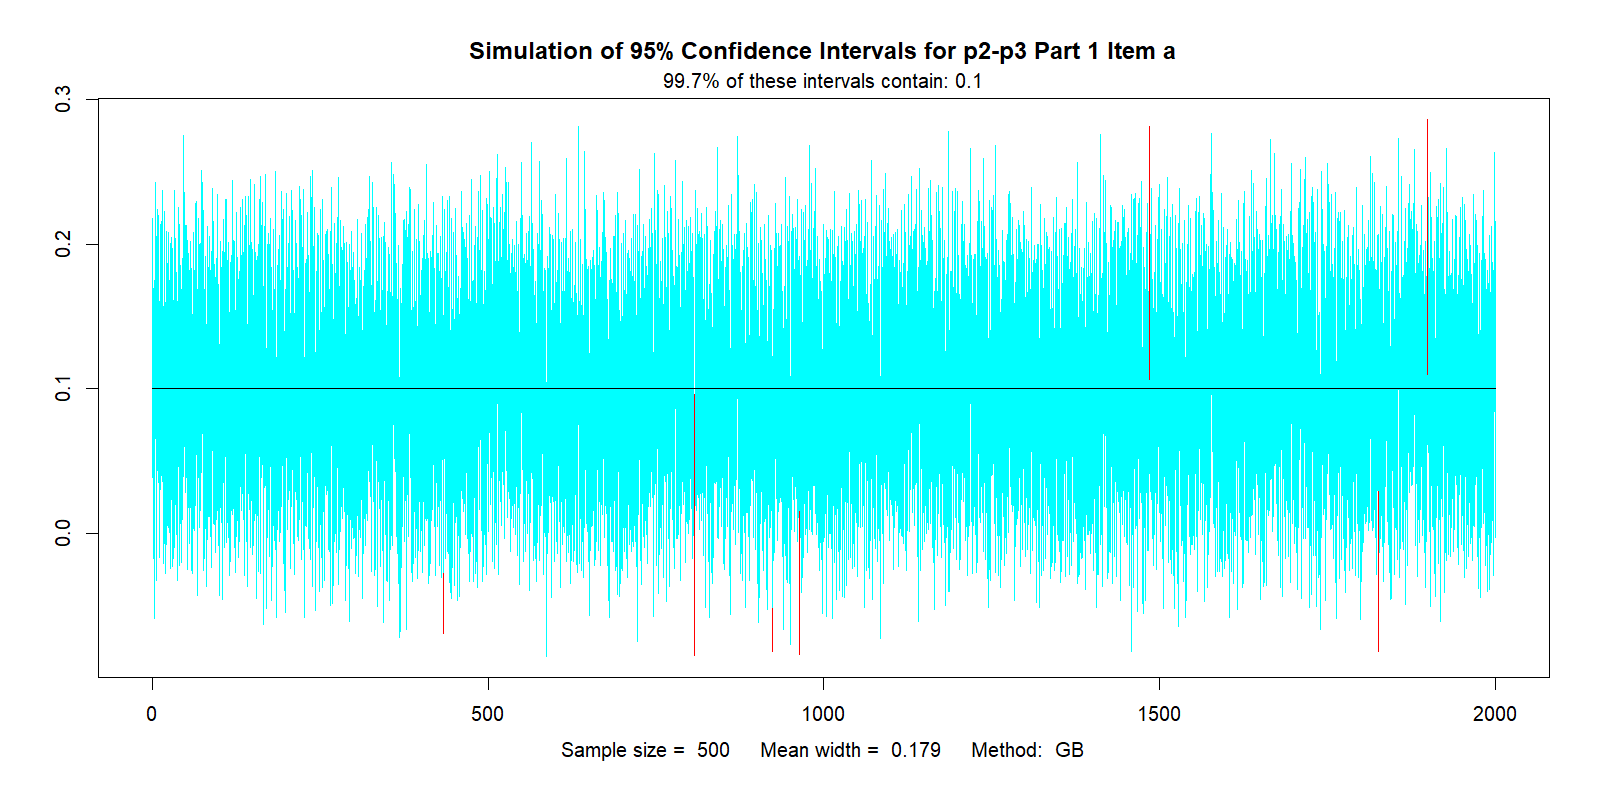 Simulation of 95% Confidence Intervals for p2-p3 Part 1 Item a
99.7% of these intervals contain: 0.1
0.3
0.2
0.1
0.0
0 500 1000 1500 2000
Sample size = 500 Mean width = 0.179 Method: GB